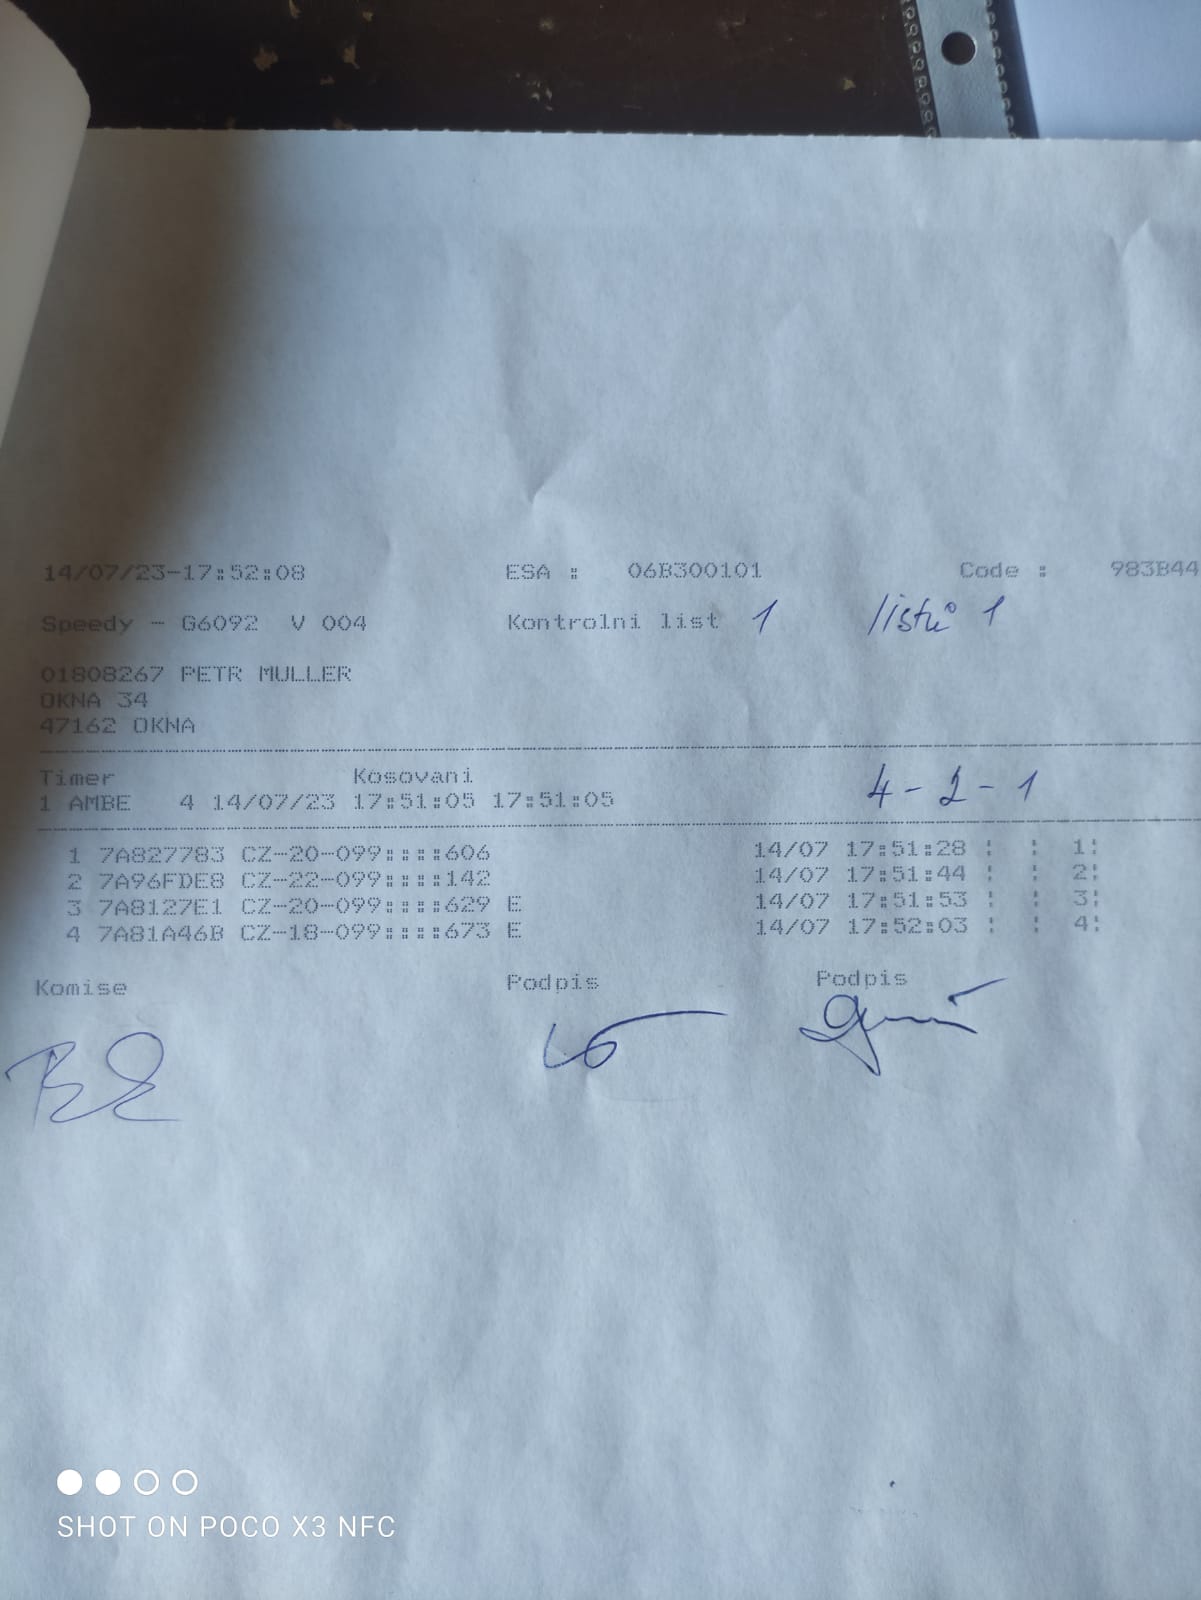 14/07/23-17:52:08 ESA : 06B300101 Code : 983B44
Speedy - G6092 V 004 Kontrolni list 1 listů 1
01808267 PETR MULLER
OKNA 34
47162 OKNA
Timer Kosovani
1 AMBE 4 14/07/23 17:51:05 17:51:05 4-2-1
1 7A827783 CZ-20-099::::606 14/07 17:51:28 : : 1:
2 7A96FDE8 CZ-22-099::::142 14/07 17:51:44 : : 2:
3 7A8127E1 CZ-20-099::::629 E 14/07 17:51:53 : : 3:
4 7A81A46B CZ-18-099::::673 E 14/07 17:52:03 : : 4:
Komise Podpis Podpis
SHOT ON POCO X3 NFC